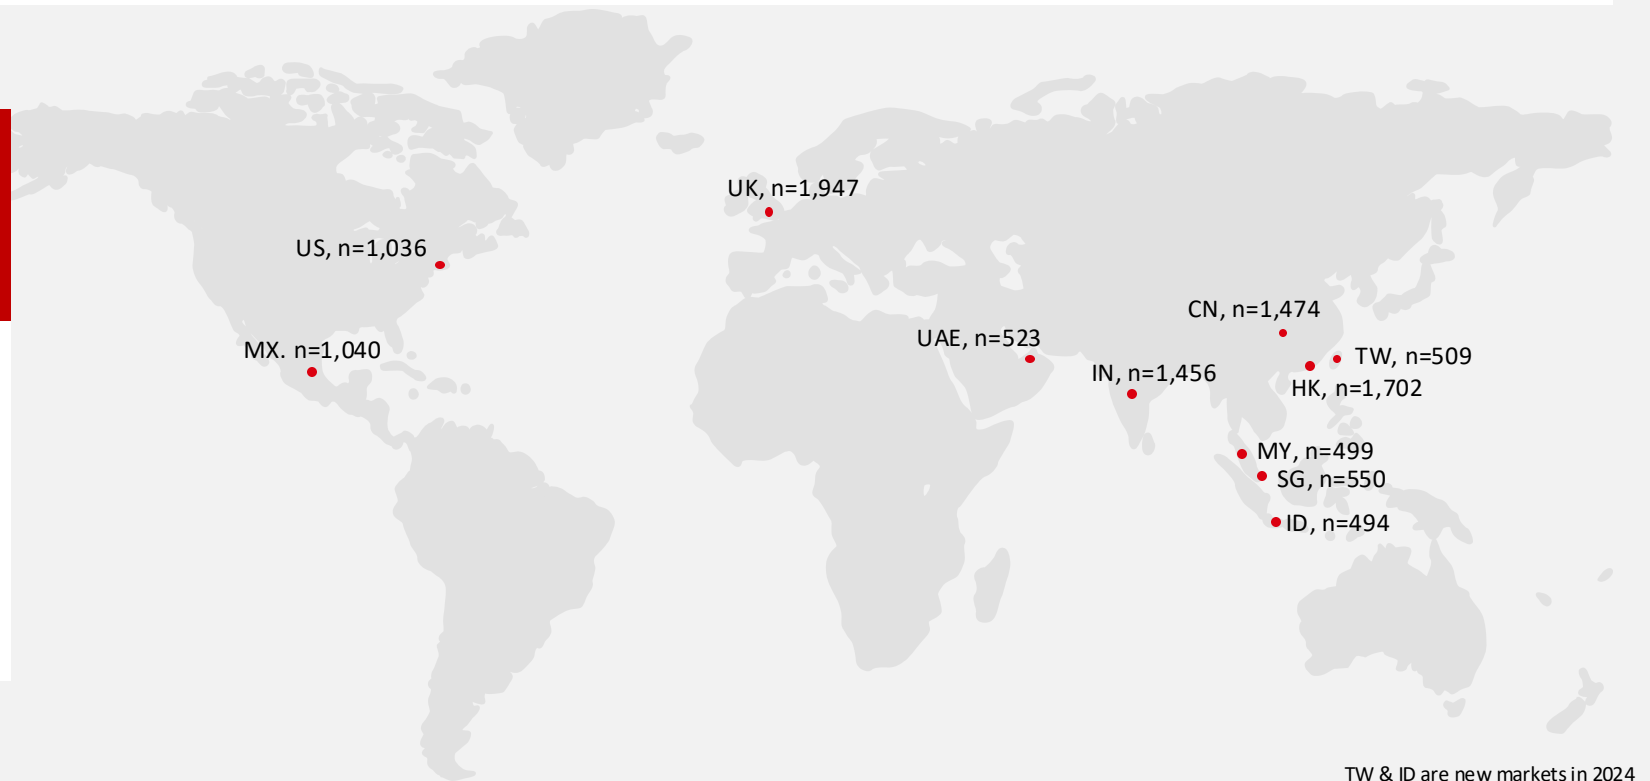 UK, n=1,947
US, n=1,036
CN, n=1,474
UAE, n=523
MX. n=1,040
TW, n=509
IN, n=1,456
HK, n=1,702
MY, n=499
SG, n=550
ID, n=494
TW & ID are new markets in 2024